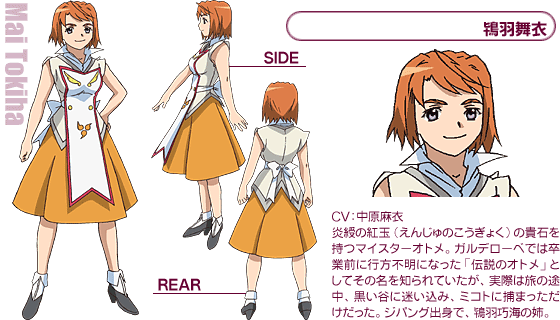 Mai Tokiha
鴇羽舞衣
SIDE
REAR
CV：中原麻衣
炎綬の紅玉（えんじゅのこうぎょく）の貴石を
持つマイスターオトメ。ガルデローベでは卒
業前に行方不明になった「伝説のオトメ」と
してその名を知られていたが、実際は旅の途
中、黒い谷に迷い込み、ミコトに捕まっただ
けだった。ジパング出身で、鴇羽巧海の姉。